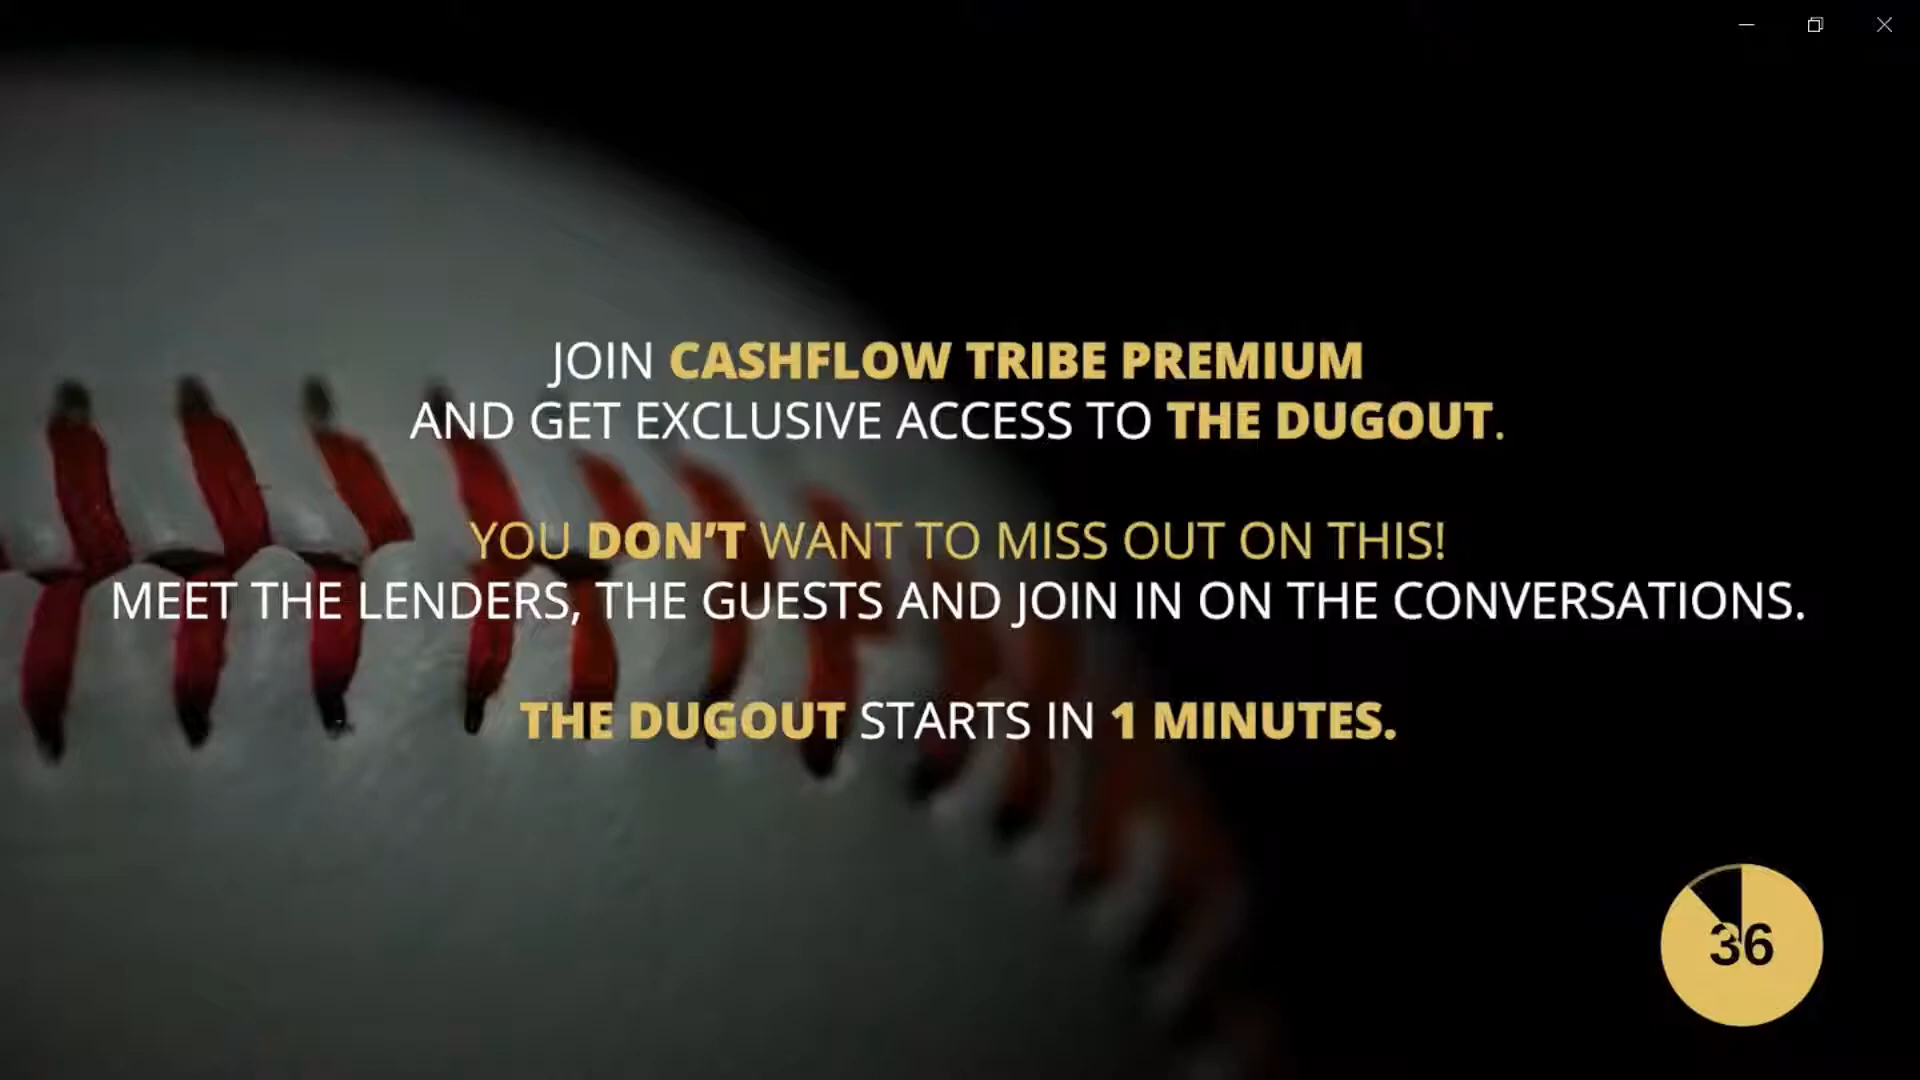 JOIN CASHFLOW TRIBE PREMIUM
AND GET EXCLUSIVE ACCESS TO THE DUGOUT.
YOU DON'T WANT TO MISS OUT ON THIS!
MEET THE LENDERS, THE GUESTS AND JOIN IN ON THE CONVERSATIONS.
THE DUGOUT STARTS IN 1 MINUTES.
36